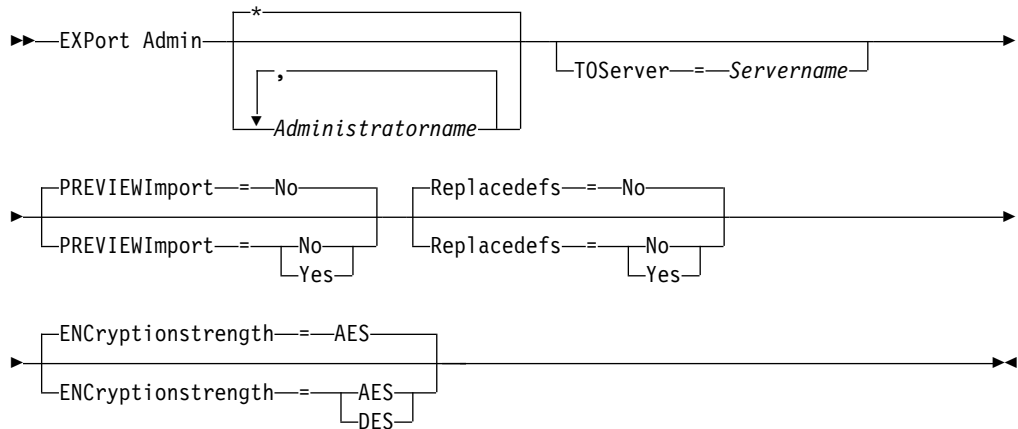 *
EXPort Admin
,
TOServer = Servername
Administratorname
PREVIEWImport = No
Replacedefs = No
PREVIEWImport = No
Yes
Replacedefs = No
Yes
ENCryptionstrength = AES
ENCryptionstrength = AES
DES